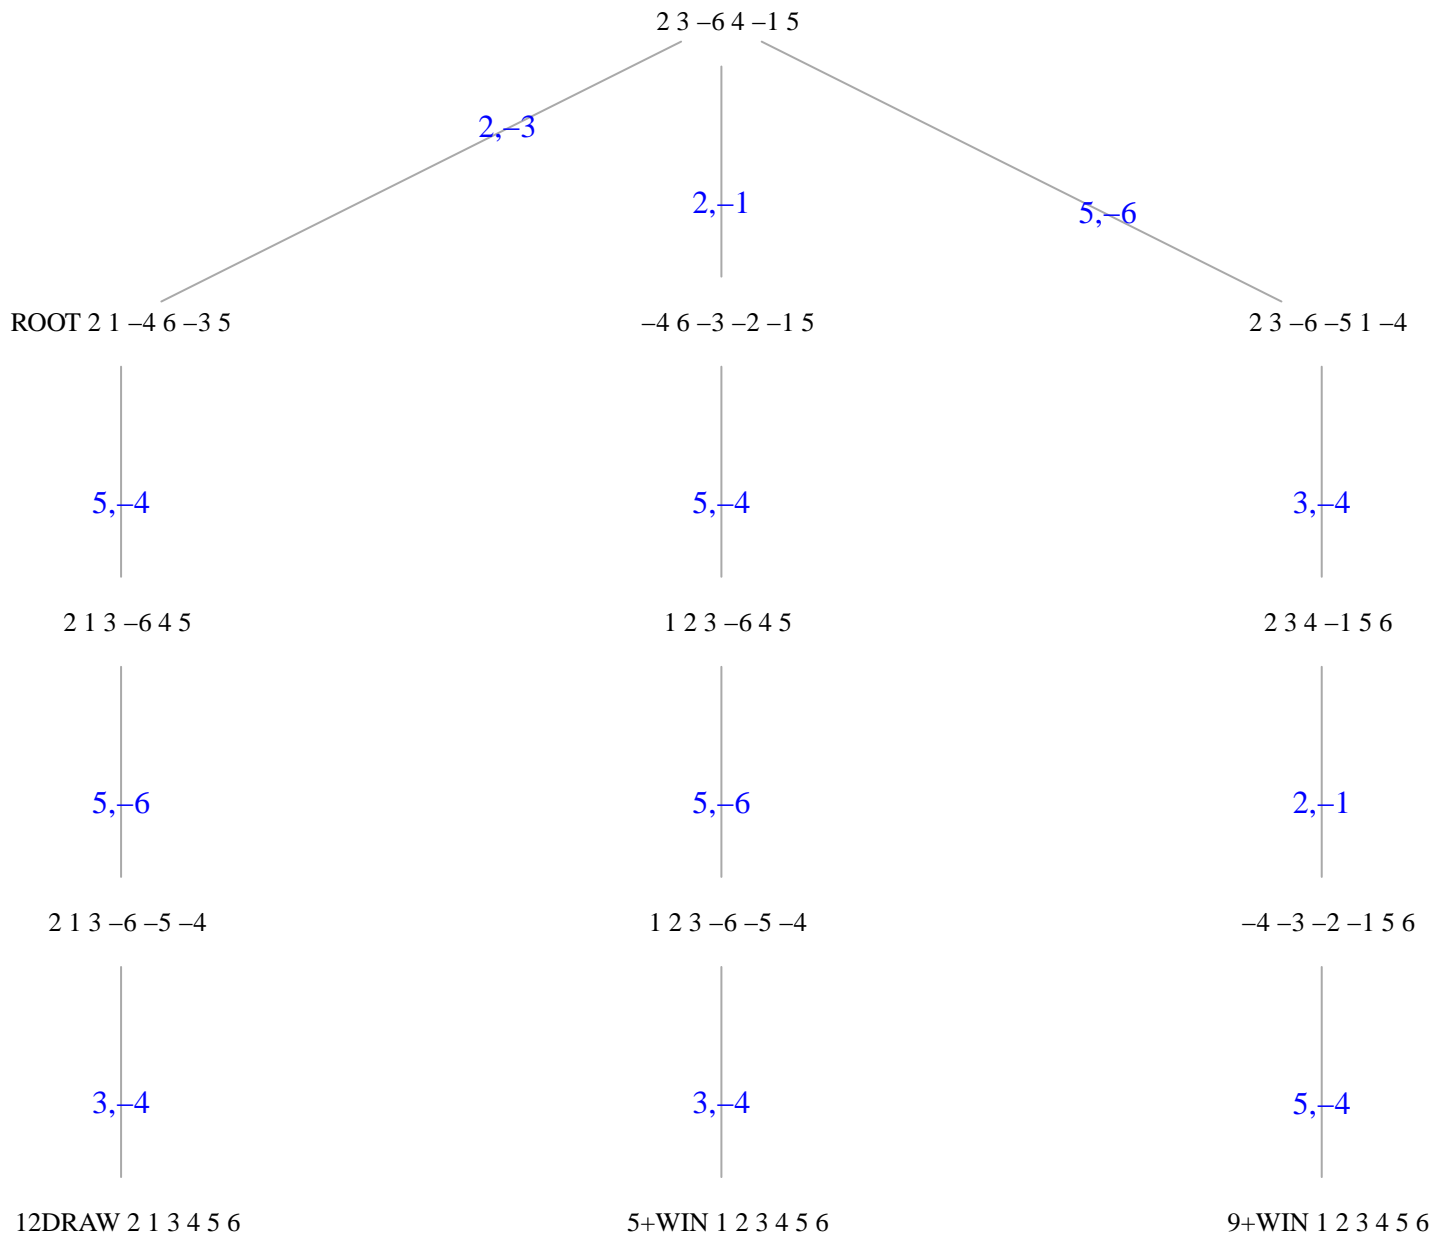 2 3 –6 4 –1 5
2,–3
2,–1
5,–6
ROOT 2 1 –4 6 –3 5
–4 6 –3 –2 –1 5
2 3 –6 –5 1 –4
5,–4
5,–4
3,–4
2 1 3 –6 4 5
1 2 3 –6 4 5
2 3 4 –1 5 6
5,–6
5,–6
2,–1
2 1 3 –6 –5 –4
1 2 3 –6 –5 –4
–4 –3 –2 –1 5 6
3,–4
3,–4
5,–4
12DRAW 2 1 3 4 5 6
5+WIN 1 2 3 4 5 6
9+WIN 1 2 3 4 5 6